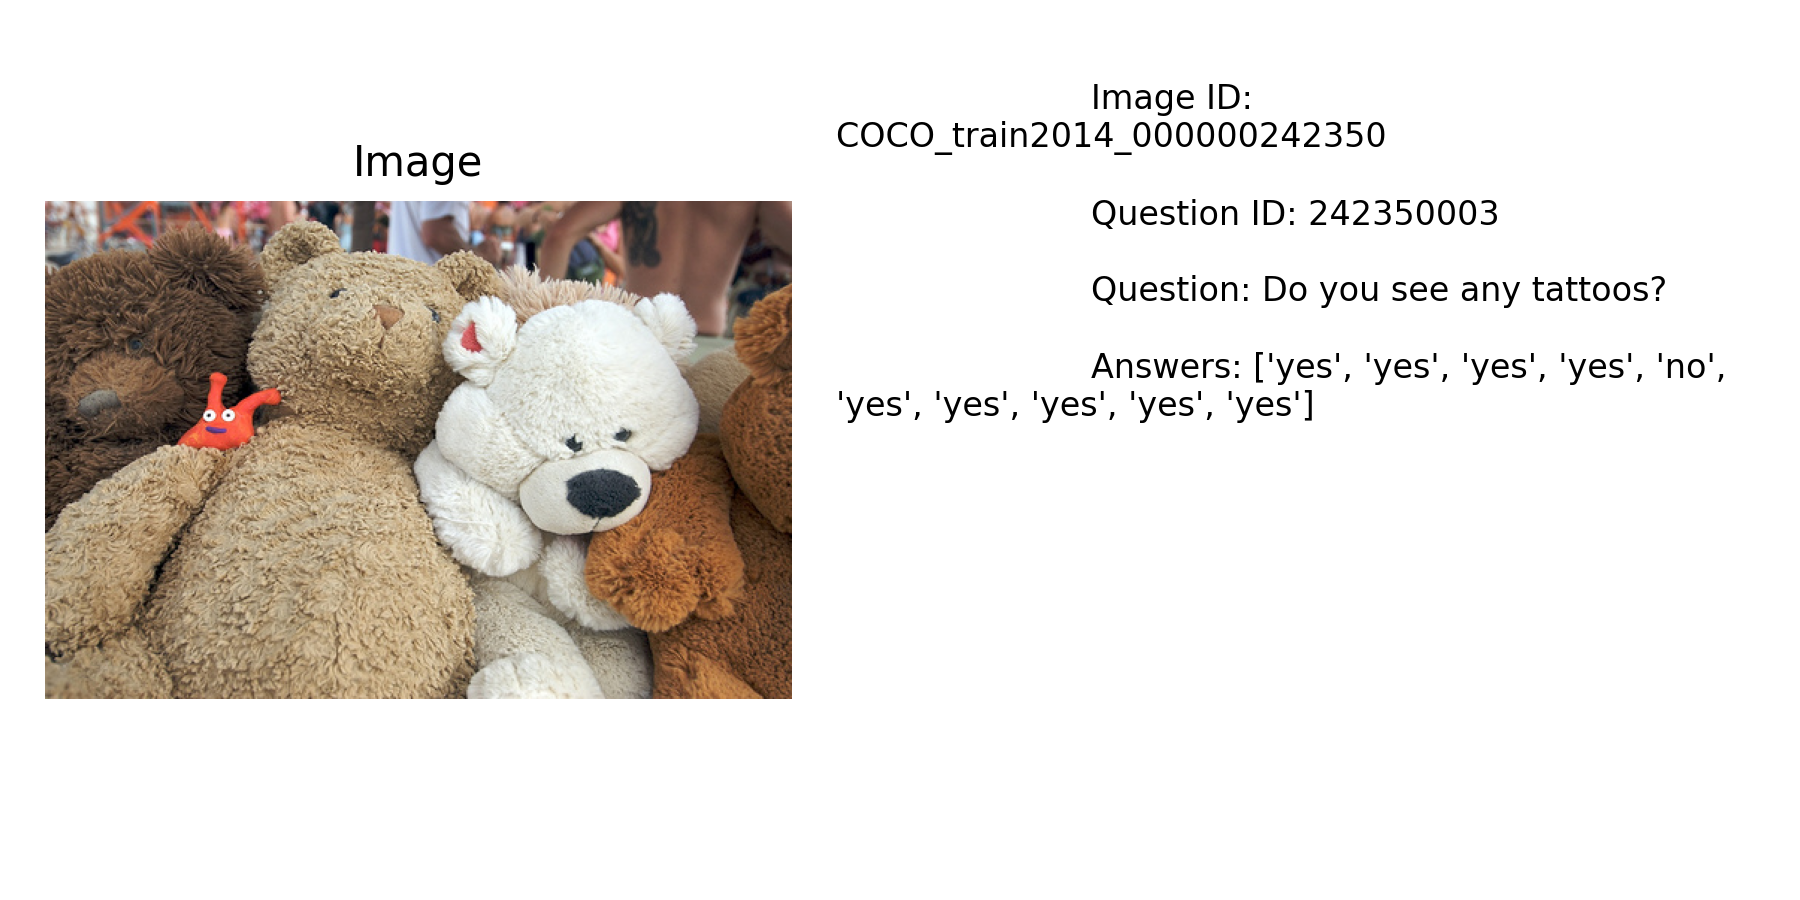 Image
Image ID:
COCO_train2014_000000242350
Question ID: 242350003
Question: Do you see any tattoos?
Answers: ['yes', 'yes', 'yes', 'yes', 'no',
'yes', 'yes', 'yes', 'yes', 'yes']